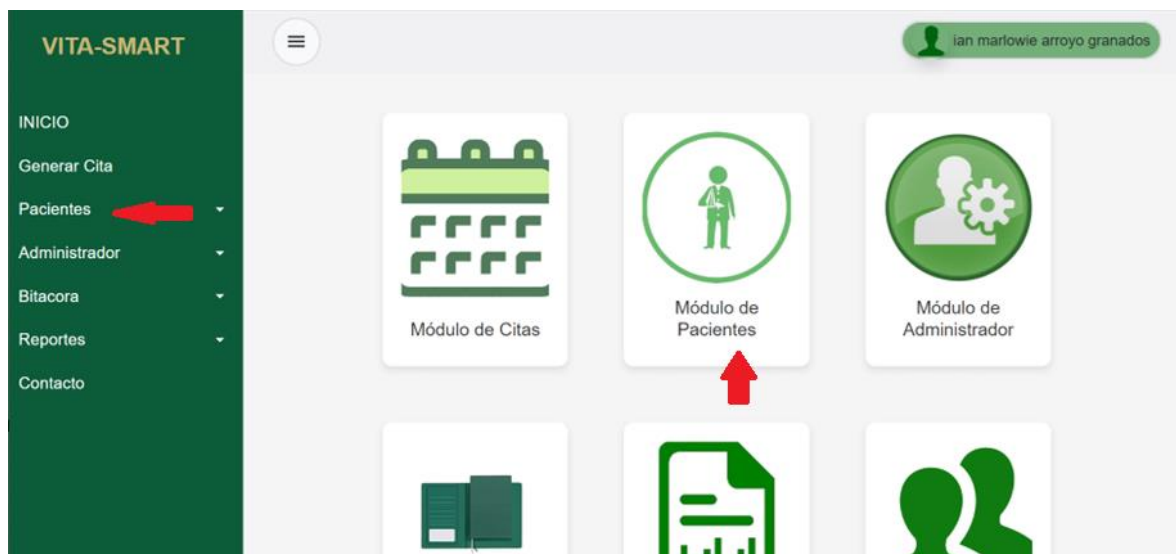 VITA-SMART
ian marlowie arroyo granados
INICIO
Generar Cita
Pacientes
Administrador
Bitacora
Reportes
Contacto
Módulo de Citas
Módulo de
Pacientes
Módulo de
Administrador